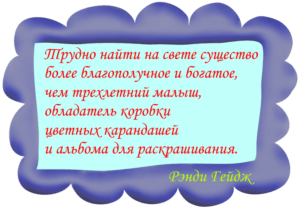 Трудно найти на свете существо
более благополучное и богатое,
чем трехлетний малыш,
обладатель коробки
цветных карандашей
и альбома для раскрашивания.
Рэнди Гейдж